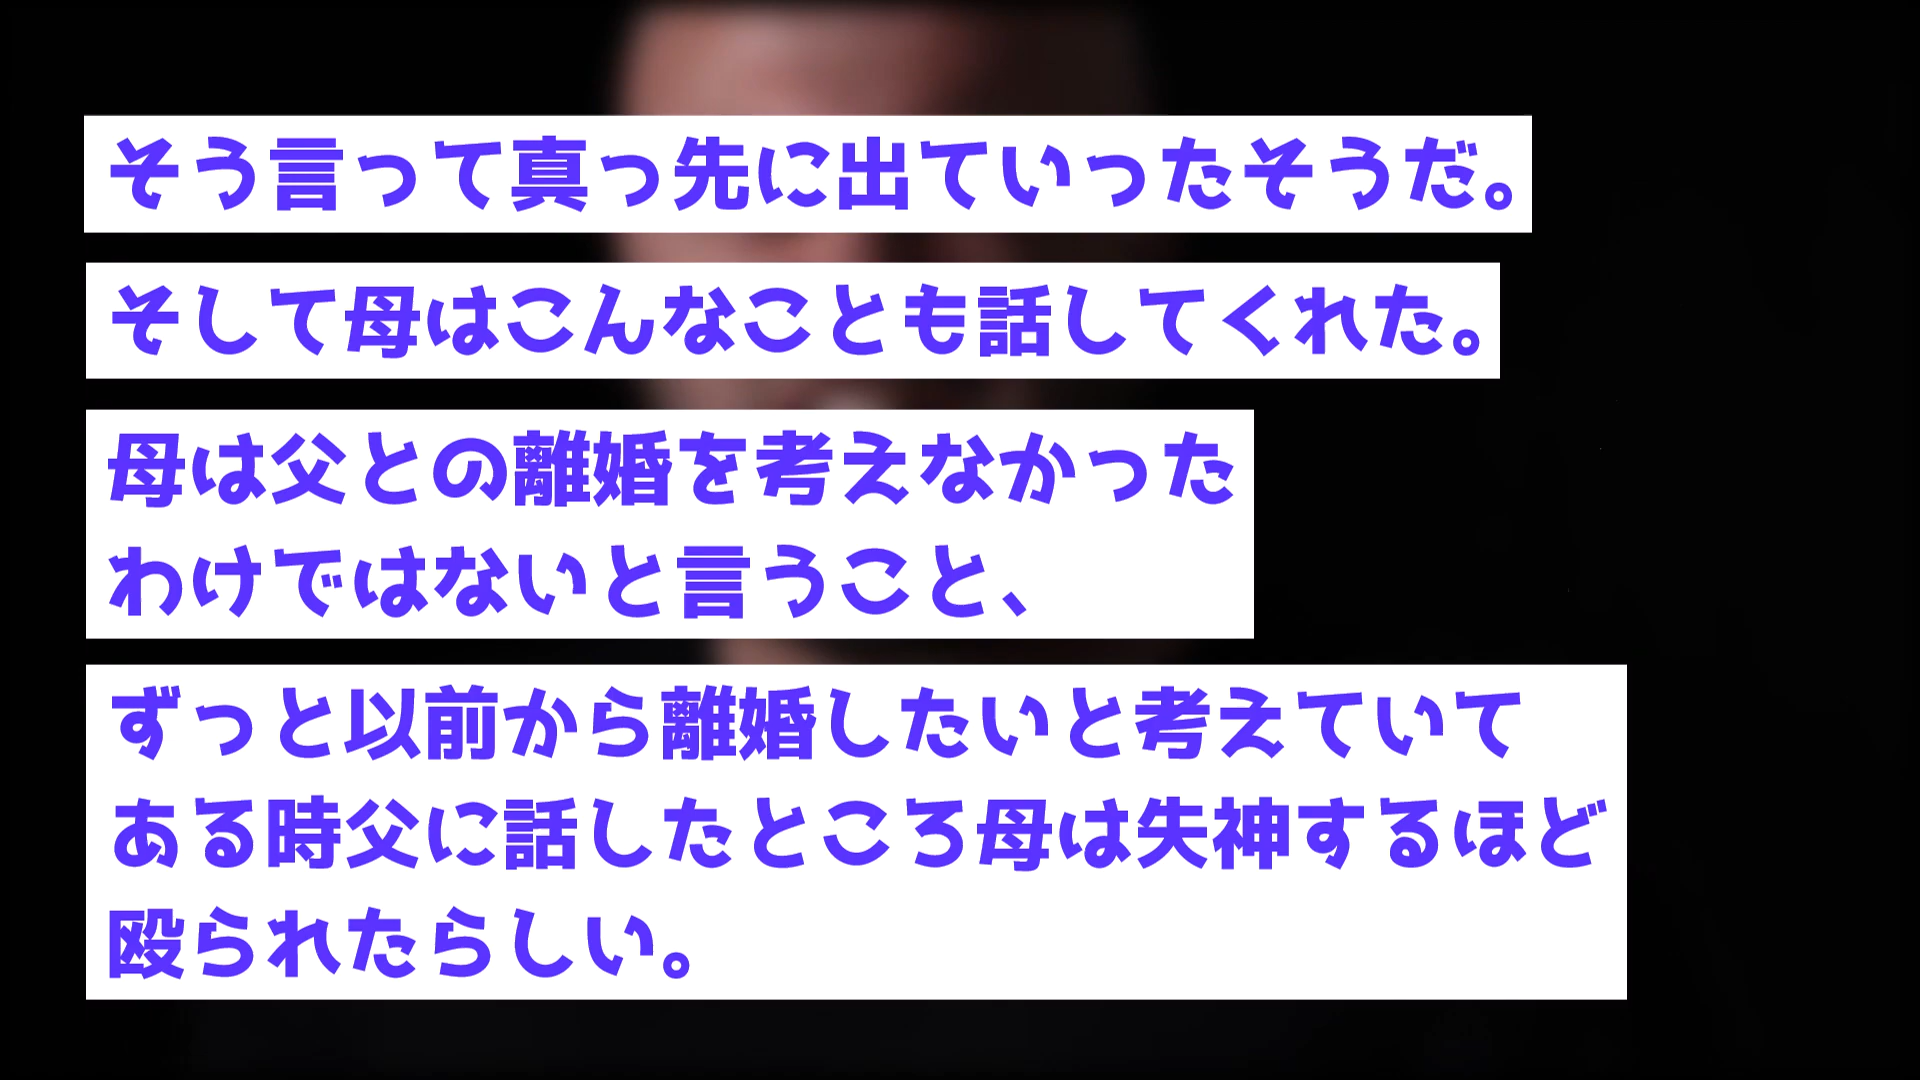 そう言って真っ先に出ていったそうだ。
そして母はこんなことも話してくれた。
母は父との離婚を考えなかった
わけではないと言うこと、
ずっと以前から離婚したいと考えていて
ある時父に話したところ母は失神するほど
殴られたらしい。